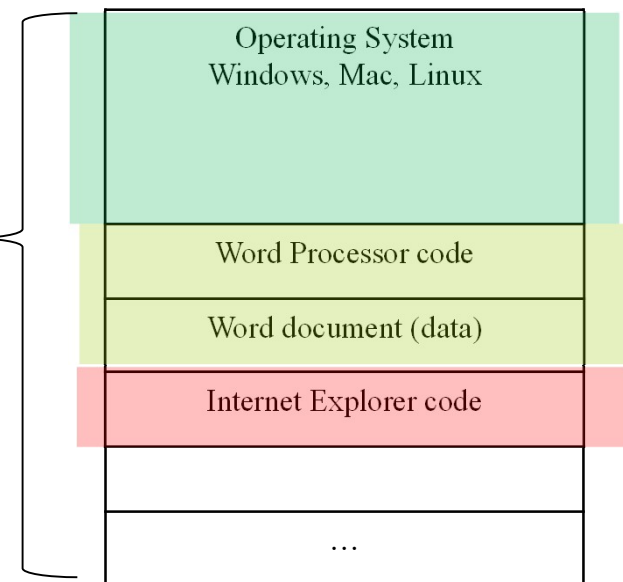 Operating System
Windows, Mac, Linux
Word Processor code
Word document (data)
Internet Explorer code
…